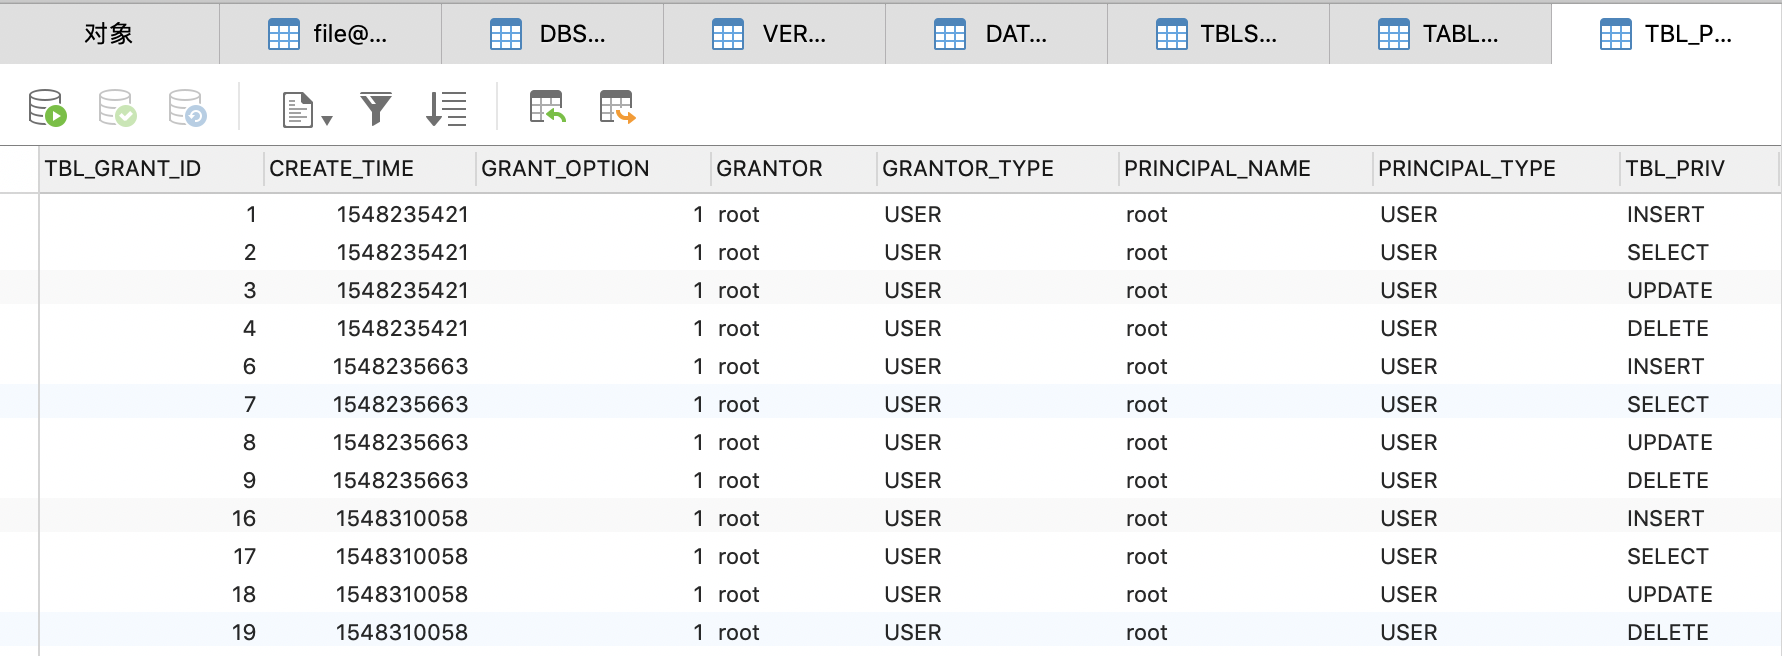 对象 file@... DBS... VER... DAT... TBLS... TABL... TBL_P...
TBL_GRANT_ID CREATE_TIME GRANT_OPTION GRANTOR GRANTOR_TYPE PRINCIPAL_NAME PRINCIPAL_TYPE TBL_PRIV
1 1548235421 1 root USER root USER INSERT
2 1548235421 1 root USER root USER SELECT
3 1548235421 1 root USER root USER UPDATE
4 1548235421 1 root USER root USER DELETE
6 1548235663 1 root USER root USER INSERT
7 1548235663 1 root USER root USER SELECT
8 1548235663 1 root USER root USER UPDATE
9 1548235663 1 root USER root USER DELETE
16 1548310058 1 root USER root USER INSERT
17 1548310058 1 root USER root USER SELECT
18 1548310058 1 root USER root USER UPDATE
19 1548310058 1 root USER root USER DELETE